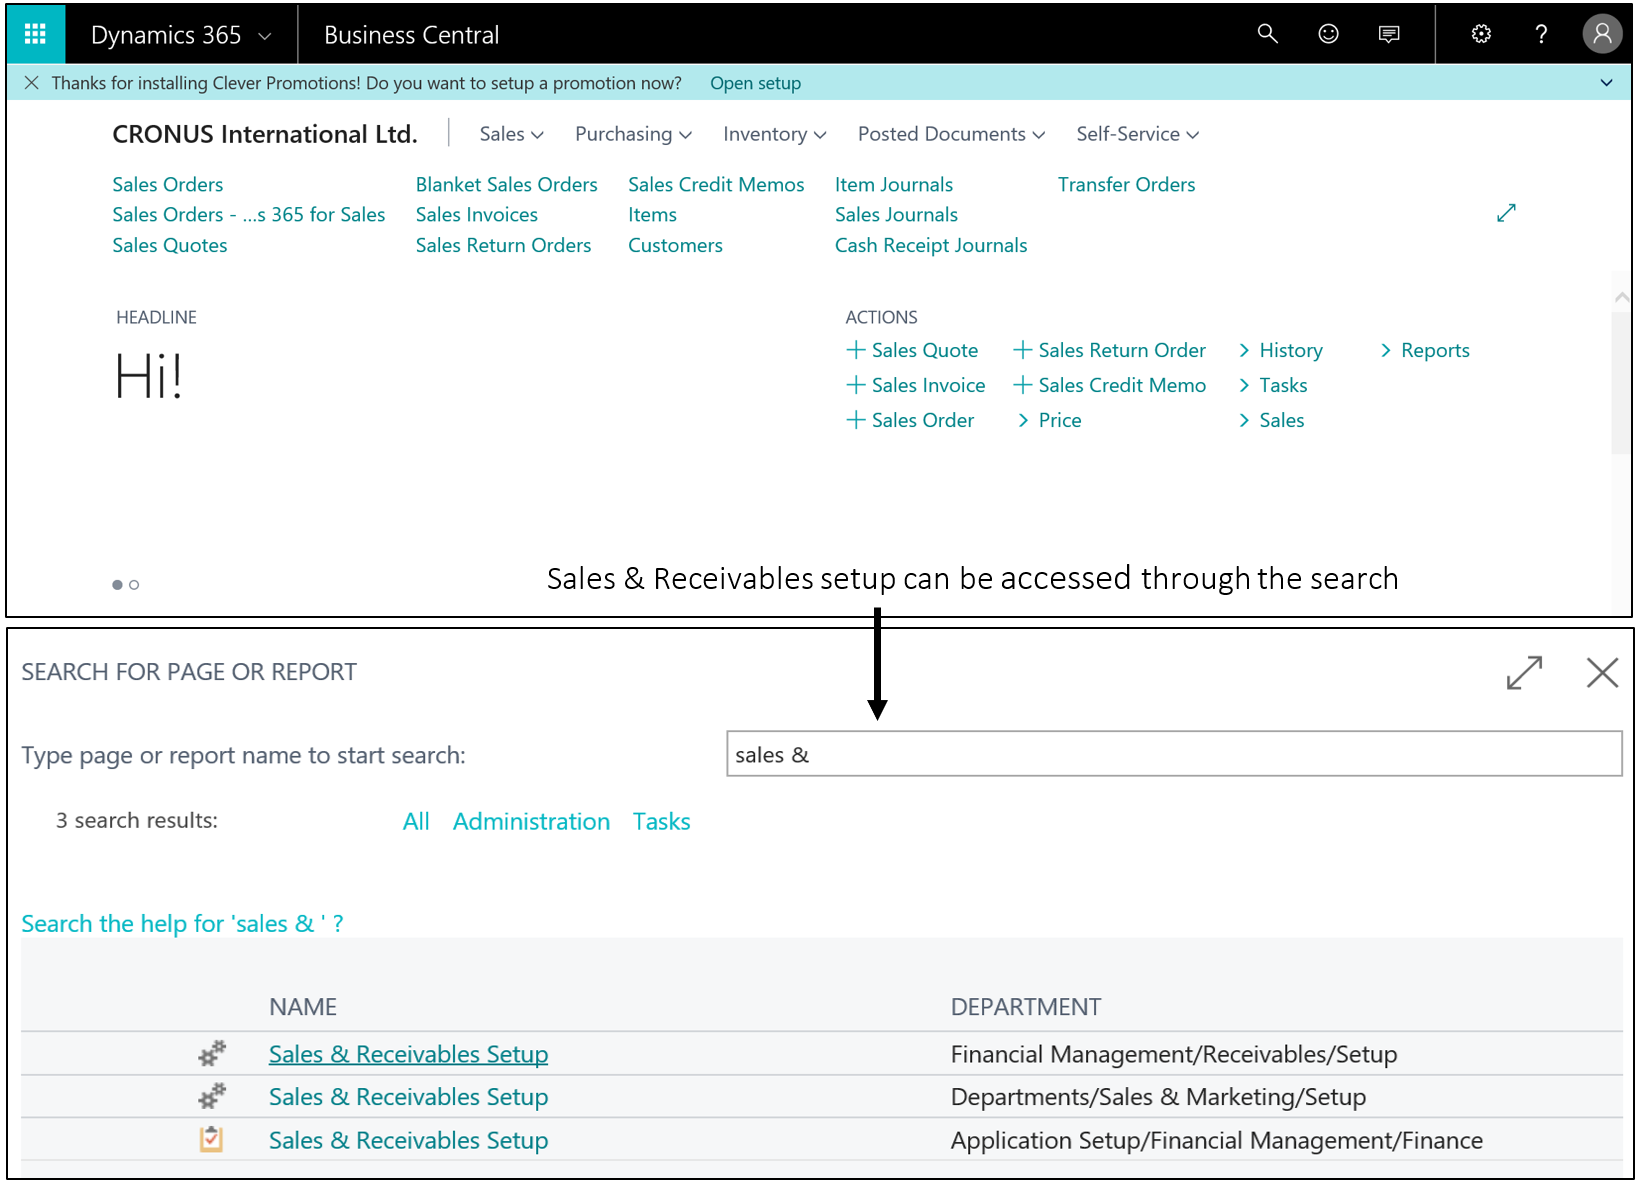 Dynamics 365 Business Central ?
Thanks for installing Clever Promotions! Do you want to setup a promotion now? Open setup
CRONUS International Ltd. Sales Purchasing Inventory Posted Documents Self-Service
Sales Orders Blanket Sales Orders Sales Credit Memos Item Journals Transfer Orders
Sales Orders - ...s 365 for Sales Sales Invoices Items Sales Journals
Sales Quotes Sales Return Orders Customers Cash Receipt Journals
HEADLINE ACTIONS
Hi!
+ Sales Quote + Sales Return Order > History > Reports
+ Sales Invoice + Sales Credit Memo > Tasks
+ Sales Order > Price > Sales
Sales & Receivables setup can be accessed through the search
SEARCH FOR PAGE OR REPORT
Type page or report name to start search: sales &
3 search results: All Administration Tasks
Search the help for 'sales & ' ?
NAME DEPARTMENT
Sales & Receivables Setup Financial Management/Receivables/Setup
Sales & Receivables Setup Departments/Sales & Marketing/Setup
Sales & Receivables Setup Application Setup/Financial Management/Finance